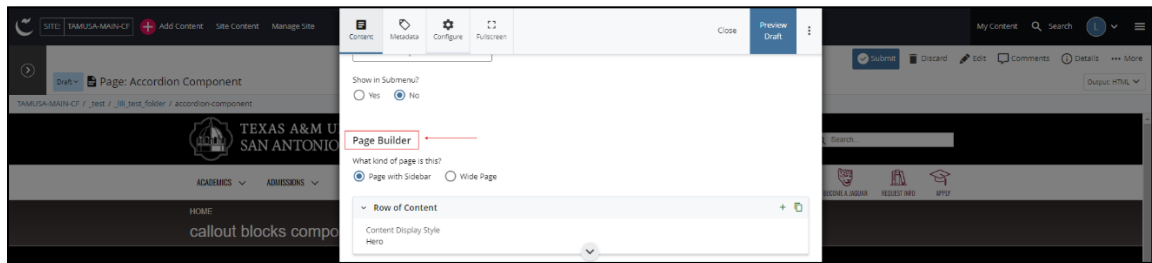 SITE: TAMUSA-MAIN-CF Add Content Site Content Manage Site
Content Metadata Configure Fullscreen Close Preview Draft
My Content Search L
Submit Discard Edit Comments Details More
Draft Page: Accordion Component
Output: HTML
TAMUSA-MAIN-CF / _test / _lili_test_folder / accordion-component
Show in Submenu?
Yes No
TEXAS A&M U
SAN ANTONIO
Search...
Page Builder
What kind of page is this?
Page with Sidebar Wide Page
ACADEMICS ADMISSIONS
BECOME A JAGUAR REQUEST INFO APPLY
Row of Content
HOME
callout blocks compo
Content Display Style
Hero